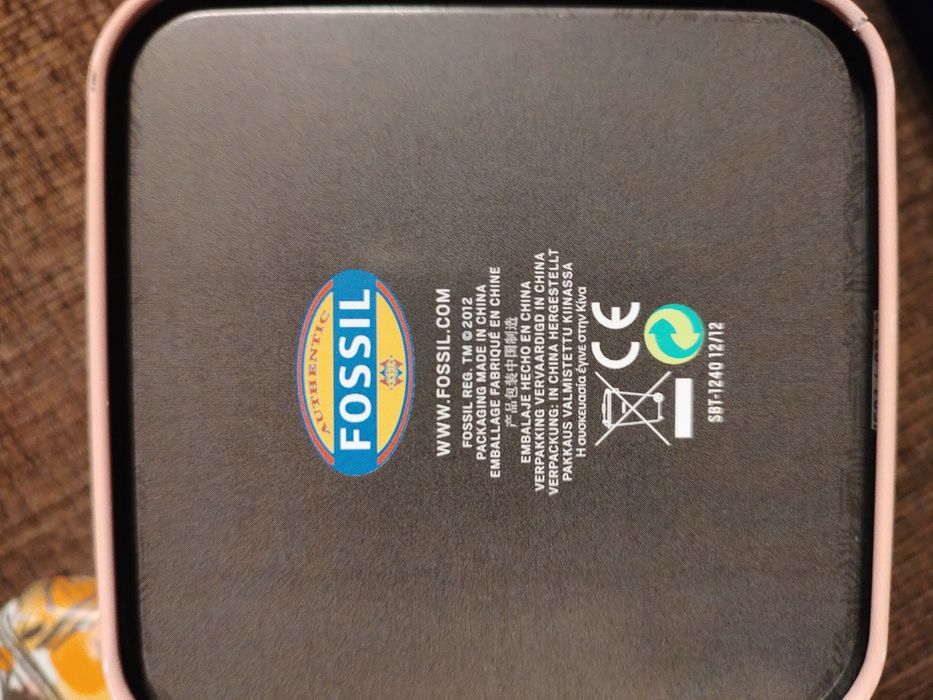 AUTHENTIC
FOSSIL
WWW.FOSSIL.COM
FOSSIL REG. TM © 2012
PACKAGING MADE IN CHINA
EMBALLAGE FABRIQUÉ EN CHINE
产品包装中国制造
EMBALAJE HECHO EN CHINA
VERPAKKING VERVAARDIGD IN CHINA
VERPACKUNG: IN CHINA HERGESTELLT
PAKKAUS VALMISTETTU KIINASSA
Η συσκευασία έγινε στην Κίνα
CE
SBT-1240 12/12